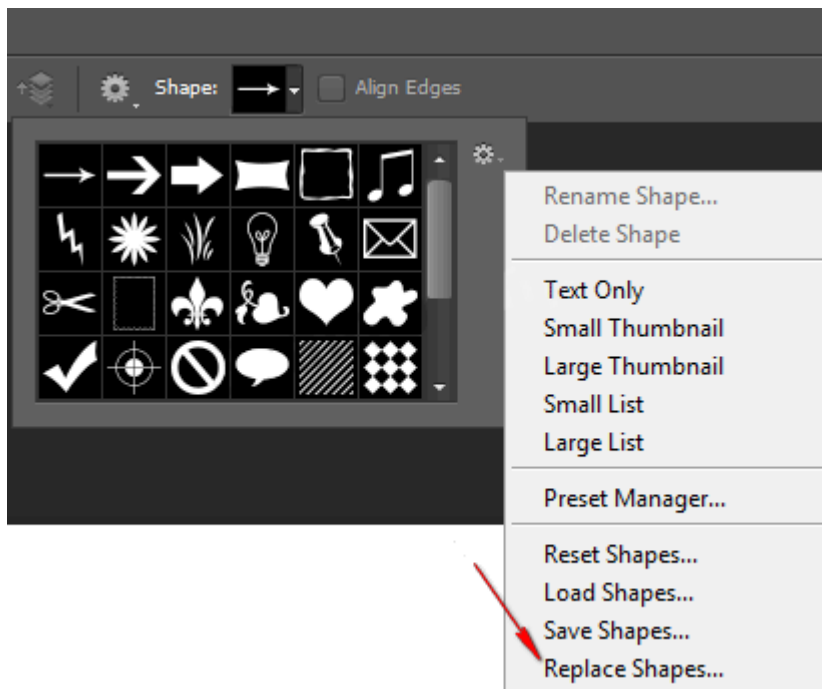 Shape:
Align Edges
Rename Shape...
Delete Shape
Text Only
Small Thumbnail
Large Thumbnail
Small List
Large List
Preset Manager...
Reset Shapes...
Load Shapes...
Save Shapes...
Replace Shapes...